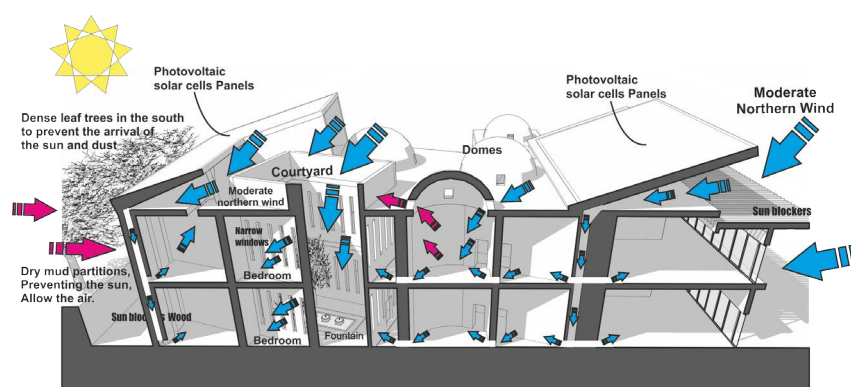 Photovoltaic
solar cells Panels
Photovoltaic
solar cells Panels
Moderate
Northern Wind
Dense leaf trees in the south
to prevent the arrival of
the sun and dust
Domes
Courtyard
Moderate
northern wind
Sun blockers
Narrow
windows
Bedroom
Dry mud partitions,
Preventing the sun,
Allow the air.
Wood
Bedroom
Fountain